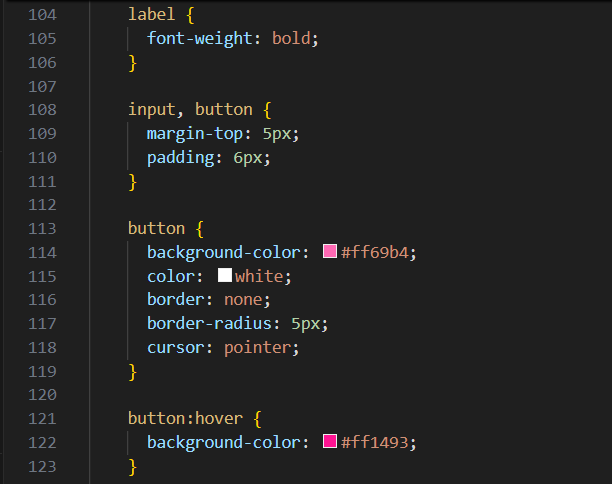 104 label {
105 font-weight: bold;
106 }
107
108 input, button {
109 margin-top: 5px;
110 padding: 6px;
111 }
112
113 button {
114 background-color: #ff69b4;
115 color: white;
116 border: none;
117 border-radius: 5px;
118 cursor: pointer;
119 }
120
121 button:hover {
122 background-color: #ff1493;
123 }